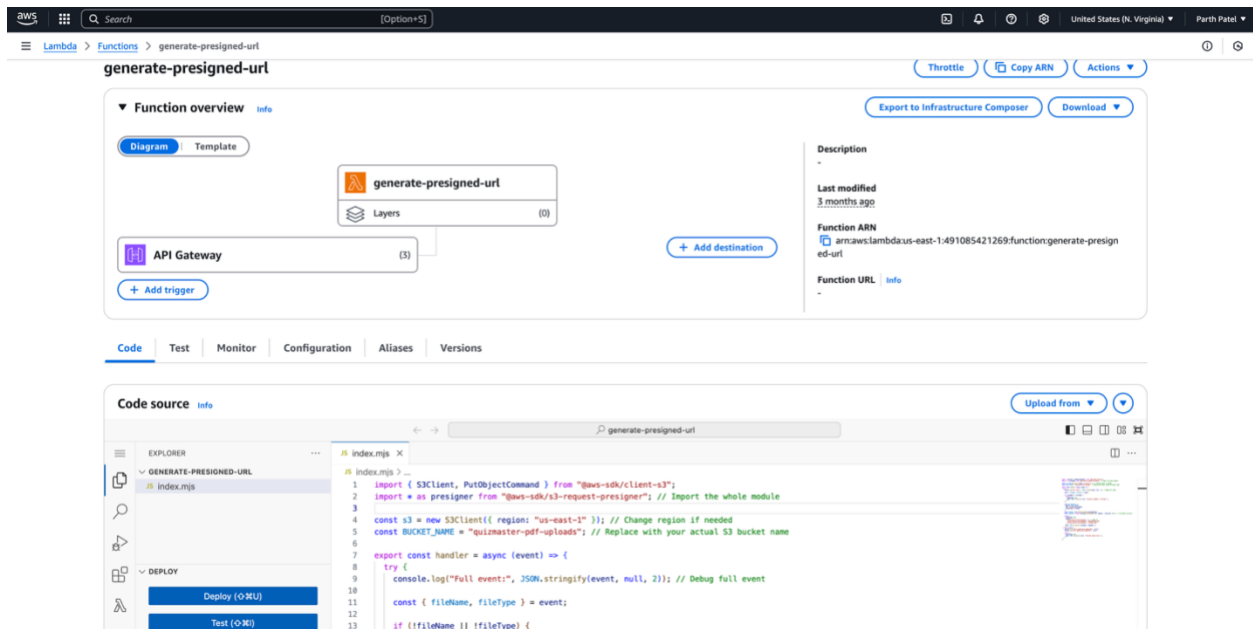 aws
Search [Option+S]
United States (N. Virginia) ▼ Parth Patel ▼
Lambda > Functions > generate-presigned-url
generate-presigned-url
Throttle Copy ARN Actions ▼
▼ Function overview Info
Export to Infrastructure Composer Download ▼
Diagram Template
generate-presigned-url
Layers (0)
API Gateway (3)
+ Add trigger
+ Add destination
Description
-
Last modified
3 months ago
Function ARN
arn:aws:lambda:us-east-1:491085421269:function:generate-presign
ed-url
Function URL Info
-
Code Test Monitor Configuration Aliases Versions
Code source Info
Upload from ▼
generate-presigned-url
EXPLORER ...
GENERATE-PRESIGNED-URL
JS index.mjs
DEPLOY
Deploy (⇧⌘U)
Test (⇧⌘I)
JS index.mjs ×
JS index.mjs > ...
1 import { S3Client, PutObjectCommand } from "@aws-sdk/client-s3";
2 import * as presigner from "@aws-sdk/s3-request-presigner"; // Import the whole module
3
4 const s3 = new S3Client({ region: "us-east-1" }); // Change region if needed
5 const BUCKET_NAME = "quizmaster-pdf-uploads"; // Replace with your actual S3 bucket name
6
7 export const handler = async (event) => {
8 try {
9 console.log("Full event:", JSON.stringify(event, null, 2)); // Debug full event
10
11 const { fileName, fileType } = event;
12
13 if (!fileName || !fileType) {